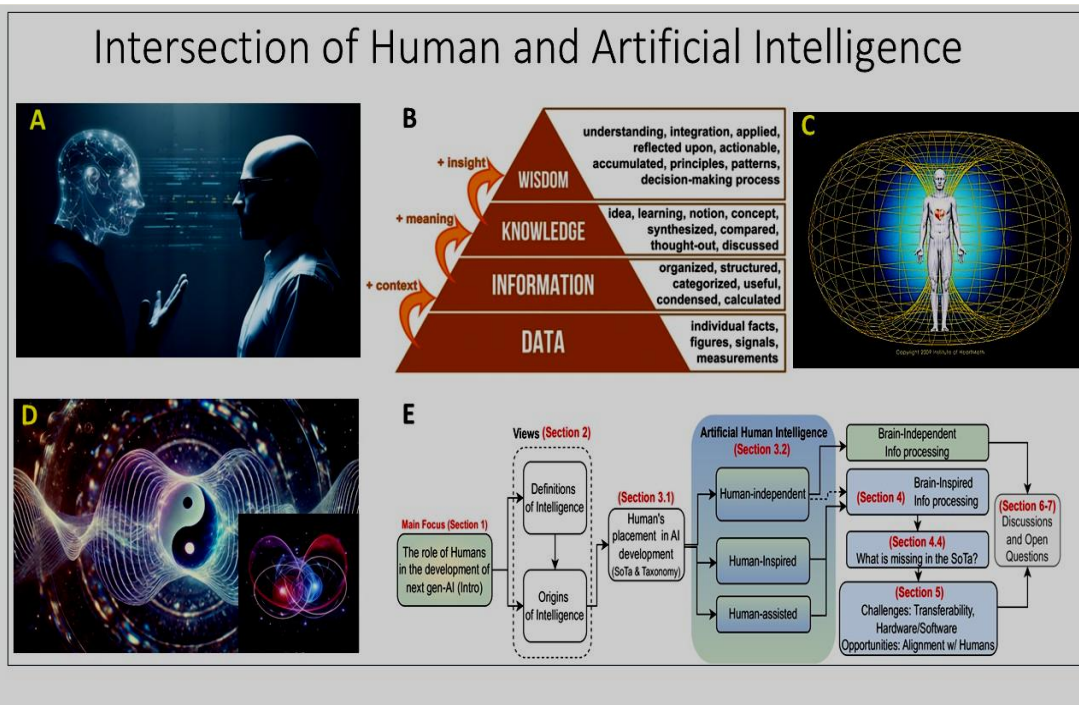 Intersection of Human and Artificial Intelligence
A
B
+ insight
+ meaning
+ context
WISDOM
KNOWLEDGE
INFORMATION
DATA
understanding, integration, applied,
reflected upon, actionable,
accumulated, principles, patterns,
decision-making process
idea, learning, notion, concept,
synthesized, compared,
thought-out, discussed
organized, structured,
categorized, useful,
condensed, calculated
individual facts,
figures, signals,
measurements
C
Copyright 2004 Institute of HeartMath
D
E
Main Focus (Section 1)
The role of Humans
in the development of
next gen-AI (Intro)
Views (Section 2)
Definitions
of Intelligence
Origins
of Intelligence
(Section 3.1)
Human's
placement in AI
development
(SoTa & Taxonomy)
Artificial Human Intelligence
(Section 3.2)
Human-independent
Human-Inspired
Human-assisted
Brain-Independent
Info processing
(Section 4)
Brain-Inspired
Info processing
(Section 4.4)
What is missing in the SoTa?
(Section 5)
Challenges: Transferability,
Hardware/Software
Opportunities: Alignment w/ Humans
(Section 6-7)
Discussions
and Open
Questions